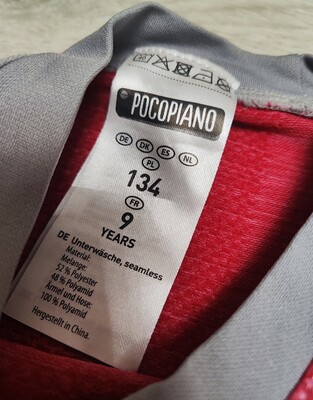 POCOPIANO
DE DK ES NL
PL
134
FR
9
YEARS
DE Unterwäsche, seamless
Material:
Melange:
52 % Polyester
48 % Polyamid
Ärmel und Hose:
100 % Polyamid
Hergestellt in China.